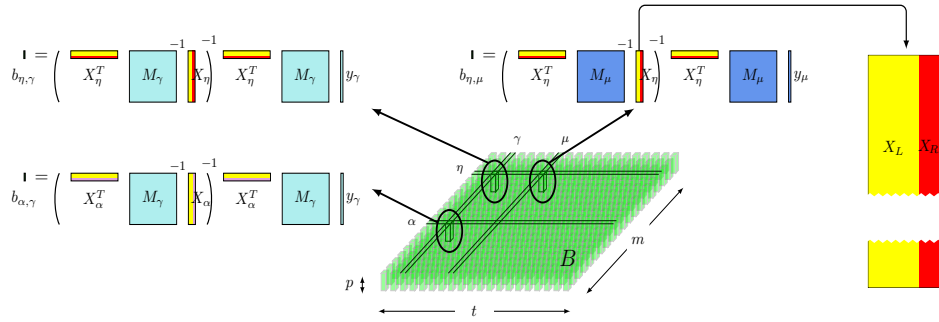 b_{η,γ} = ( X_η^T M_γ^{-1} X_η )^{-1} X_η^T M_γ^{-1} y_γ
b_{η,μ} = ( X_η^T M_μ^{-1} X_η )^{-1} X_η^T M_μ y_μ
X_L X_R
b_{α,γ} = ( X_α^T M_γ^{-1} X_α )^{-1} X_α^T M_γ y_γ
γ μ
η
α
B
m
p
t